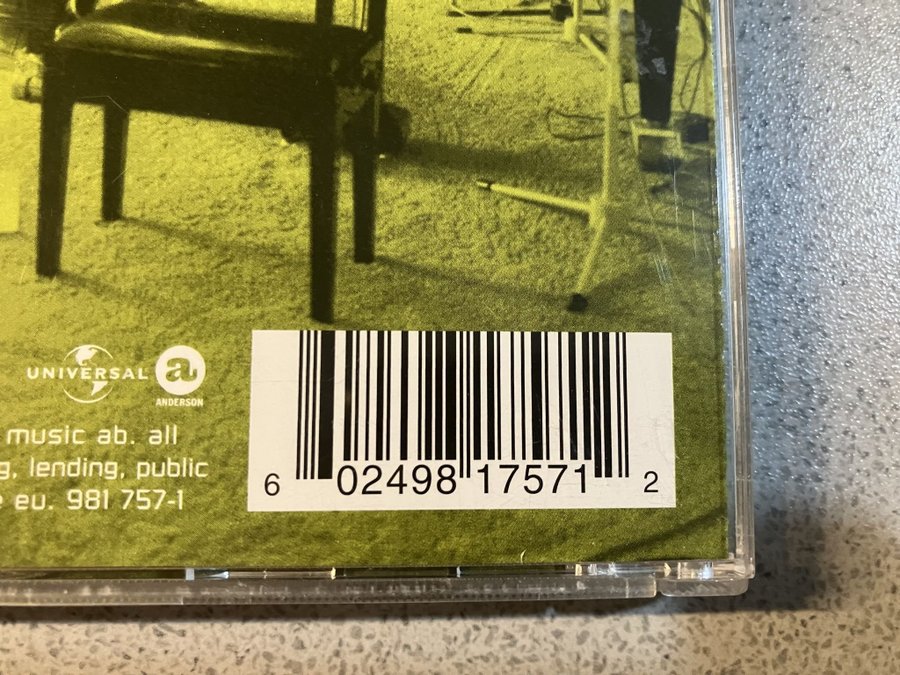 UNIVERSAL
a
ANDERSON
music ab. all
g, lending, public
eu. 981 757-1
6 02498 17571 2